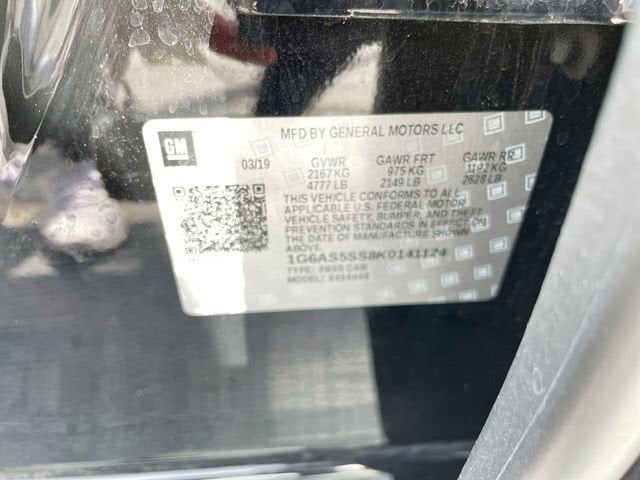 GM
MFD BY GENERAL MOTORS LLC
03/19 GVWR GAWR FRT GAWR RR
2167 KG 975 KG 1192 KG
4777 LB 2149 LB 2628 LB
THIS VEHICLE CONFORMS TO ALL
APPLICABLE U.S. FEDERAL MOTOR
VEHICLE SAFETY, BUMPER, AND THEFT
PREVENTION STANDARDS IN EFFECT ON
THE DATE OF MANUFACTURE SHOWN
ABOVE.
1G6AS5SS8K0141124
TYPE: PASS CAR
MODEL: